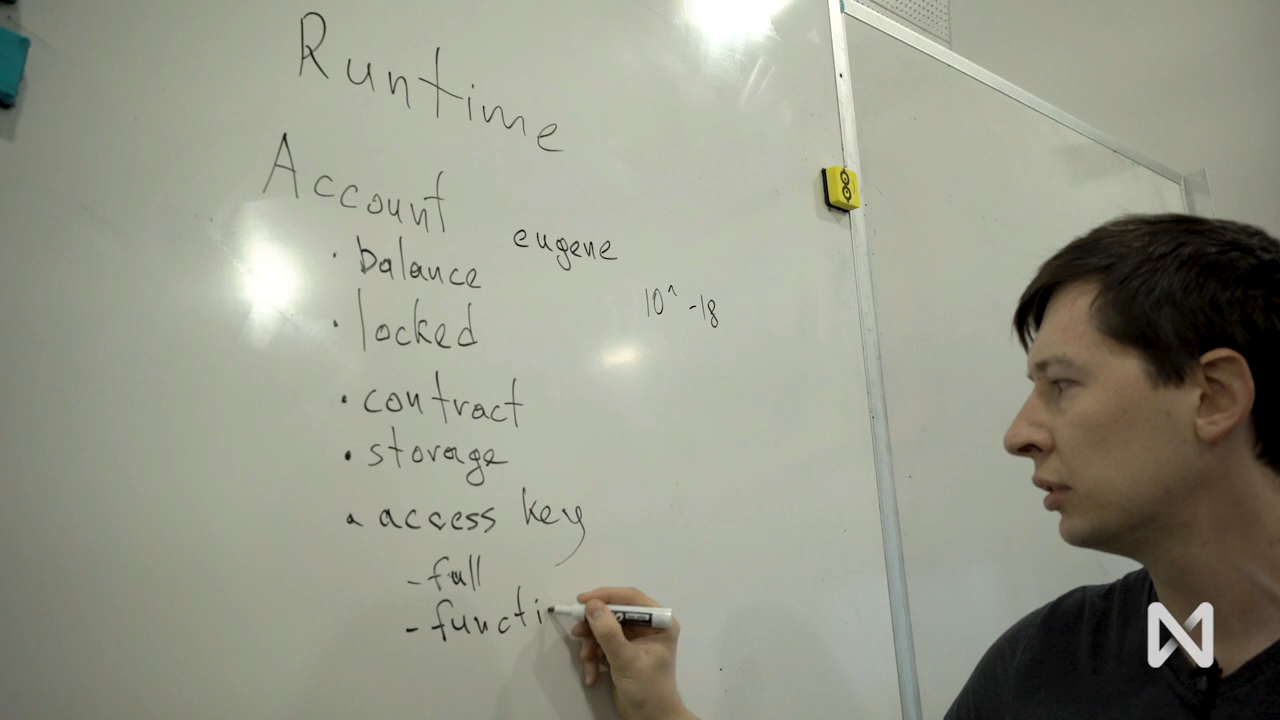 Runtime
Account
eugene
· balance
10^ -18
· locked
· contract
· storage
· access key
- full
- functi